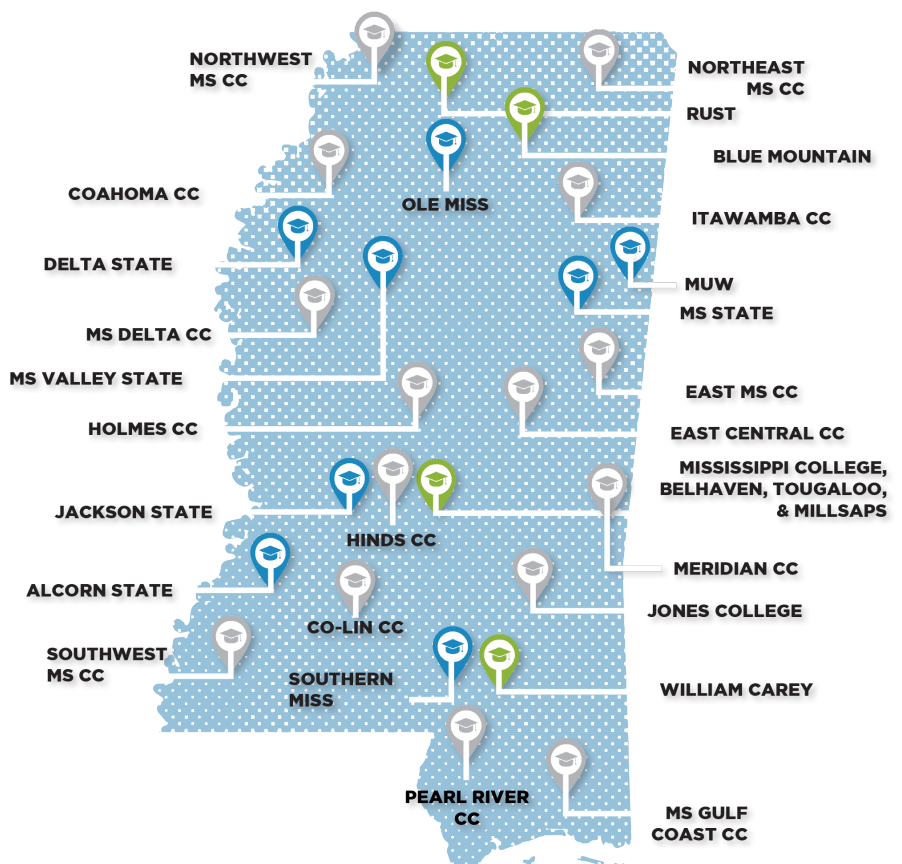 NORTHWEST
MS CC
NORTHEAST
MS CC
RUST
BLUE MOUNTAIN
COAHOMA CC
OLE MISS
ITAWAMBA CC
DELTA STATE
MUW
MS STATE
MS DELTA CC
MS VALLEY STATE
EAST MS CC
HOLMES CC
EAST CENTRAL CC
MISSISSIPPI COLLEGE,
BELHAVEN, TOUGALOO,
& MILLSAPS
JACKSON STATE
HINDS CC
MERIDIAN CC
ALCORN STATE
JONES COLLEGE
CO-LIN CC
SOUTHWEST
MS CC
SOUTHERN
MISS
WILLIAM CAREY
PEARL RIVER
CC
MS GULF
COAST CC